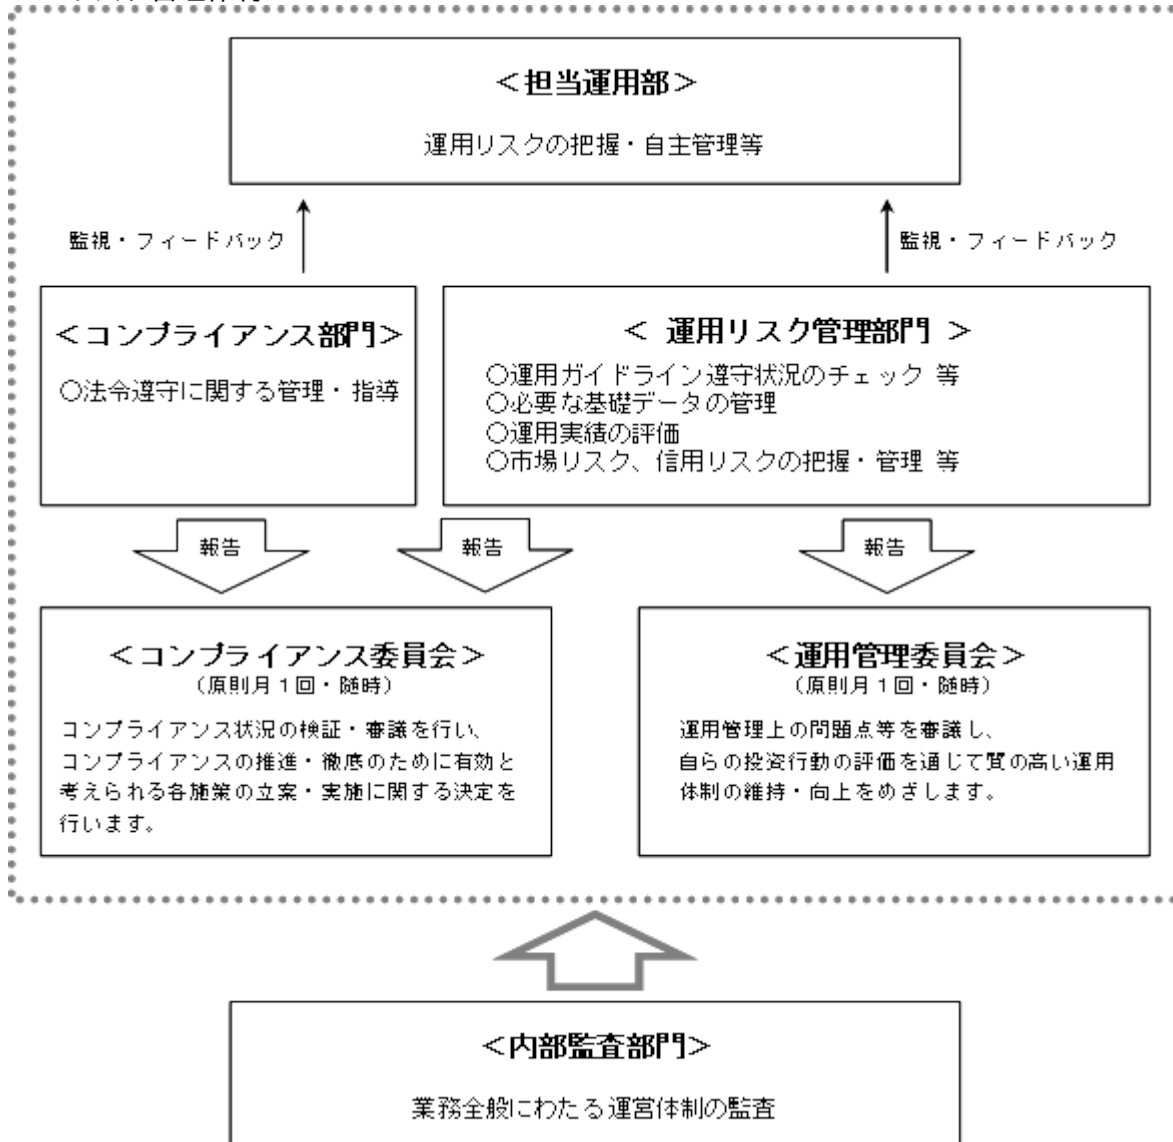 ＜担当運用部＞
運用リスクの把握・自主管理等
監視・フィードバック
監視・フィードバック
＜コンプライアンス部門＞
○法令遵守に関する管理・指導
＜ 運用リスク管理部門 ＞
○運用ガイドライン遵守状況のチェック 等
○必要な基礎データの管理
○運用実績の評価
○市場リスク、信用リスクの把握・管理 等
報告
報告
報告
＜コンプライアンス委員会＞
（原則月１回・随時）
コンプライアンス状況の検証・審議を行い、
コンプライアンスの推進・徹底のために有効と
考えられる各施策の立案・実施に関する決定を
行います。
＜運用管理委員会＞
（原則月１回・随時）
運用管理上の問題点等を審議し、
自らの投資行動の評価を通じて質の高い運用
体制の維持・向上をめざします。
＜内部監査部門＞
業務全般にわたる運営体制の監査